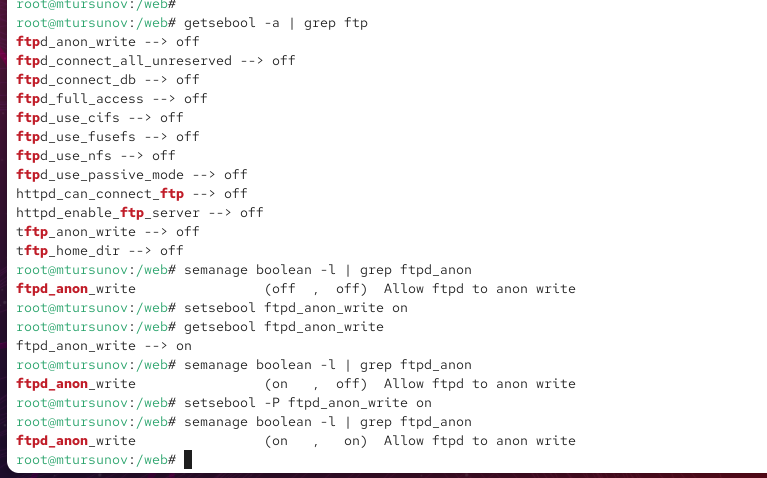 root@mtursunov:/web#
root@mtursunov:/web# getsebool -a | grep ftp
ftpd_anon_write --> off
ftpd_connect_all_unreserved --> off
ftpd_connect_db --> off
ftpd_full_access --> off
ftpd_use_cifs --> off
ftpd_use_fusefs --> off
ftpd_use_nfs --> off
ftpd_use_passive_mode --> off
httpd_can_connect_ftp --> off
httpd_enable_ftp_server --> off
tftp_anon_write --> off
tftp_home_dir --> off
root@mtursunov:/web# semanage boolean -l | grep ftpd_anon
ftpd_anon_write                (off  ,  off)  Allow ftpd to anon write
root@mtursunov:/web# setsebool ftpd_anon_write on
root@mtursunov:/web# getsebool ftpd_anon_write
ftpd_anon_write --> on
root@mtursunov:/web# semanage boolean -l | grep ftpd_anon
ftpd_anon_write                (on   ,  off)  Allow ftpd to anon write
root@mtursunov:/web# setsebool -P ftpd_anon_write on
root@mtursunov:/web# semanage boolean -l | grep ftpd_anon
ftpd_anon_write                (on   ,   on)  Allow ftpd to anon write
root@mtursunov:/web#